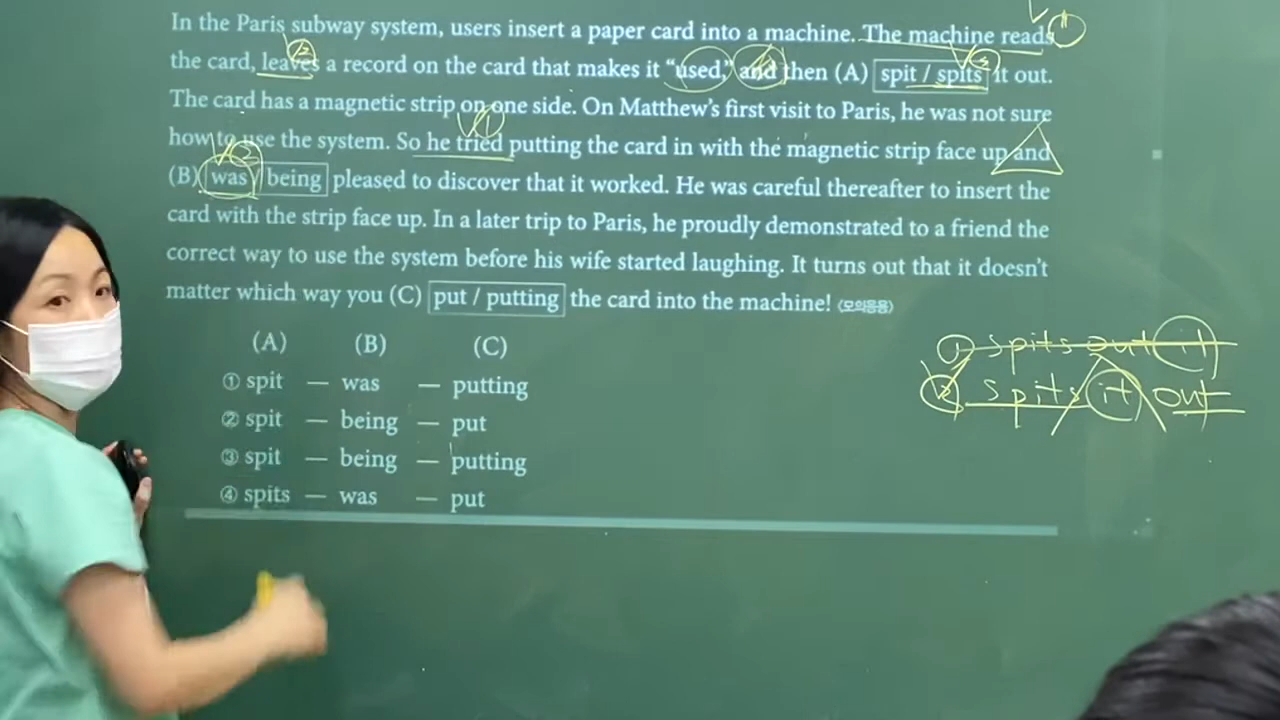 In the Paris subway system, users insert a paper card into a machine. The machine reads
the card, leaves a record on the card that makes it “used,” and then (A) spit / spits it out.
The card has a magnetic strip on one side. On Matthew’s first visit to Paris, he was not sure
how to use the system. So he tried putting the card in with the magnetic strip face up and
(B) was / being pleased to discover that it worked. He was careful thereafter to insert the
card with the strip face up. In a later trip to Paris, he proudly demonstrated to a friend the
correct way to use the system before his wife started laughing. It turns out that it doesn’t
matter which way you (C) put / putting the card into the machine! <모의응용>
(A) (B) (C)
① spit — was — putting
② spit — being — put
③ spit — being — putting
④ spits — was — put
① spits out it
② spits it out